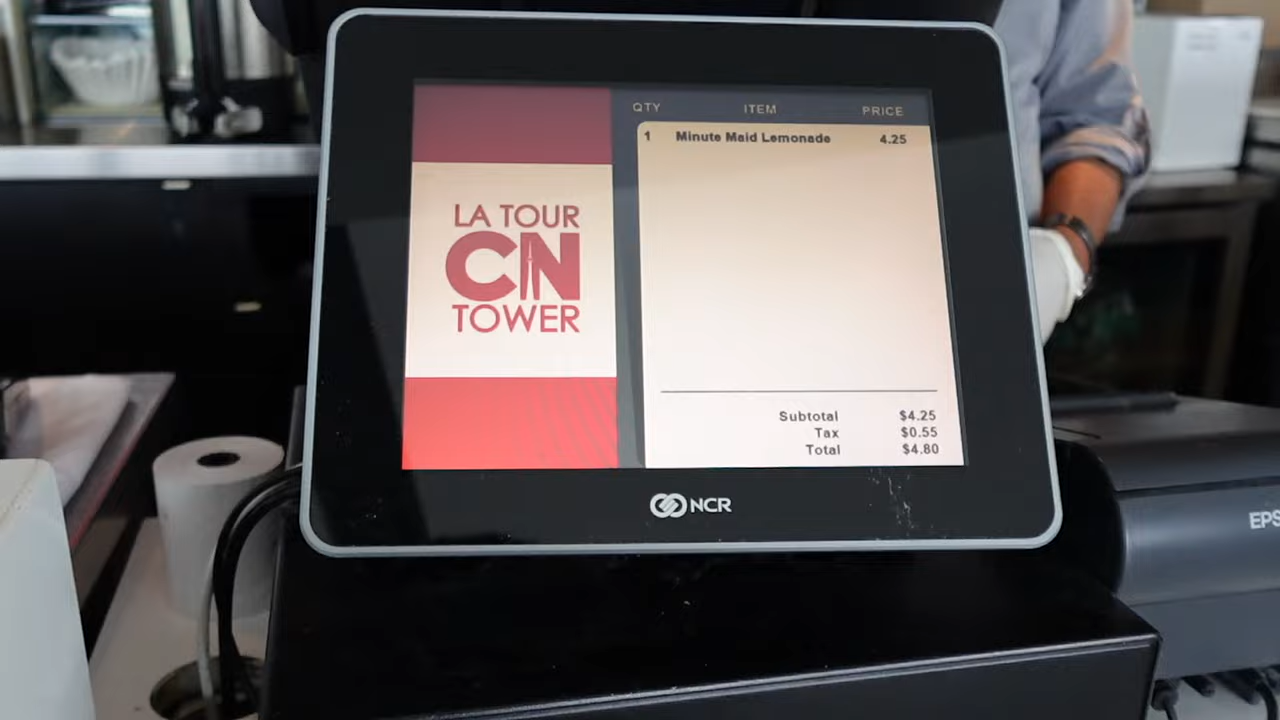 QTY ITEM PRICE
1 Minute Maid Lemonade 4.25
LA TOUR
CN
TOWER
Subtotal $4.25
Tax $0.55
Total $4.80
NCR
EPS